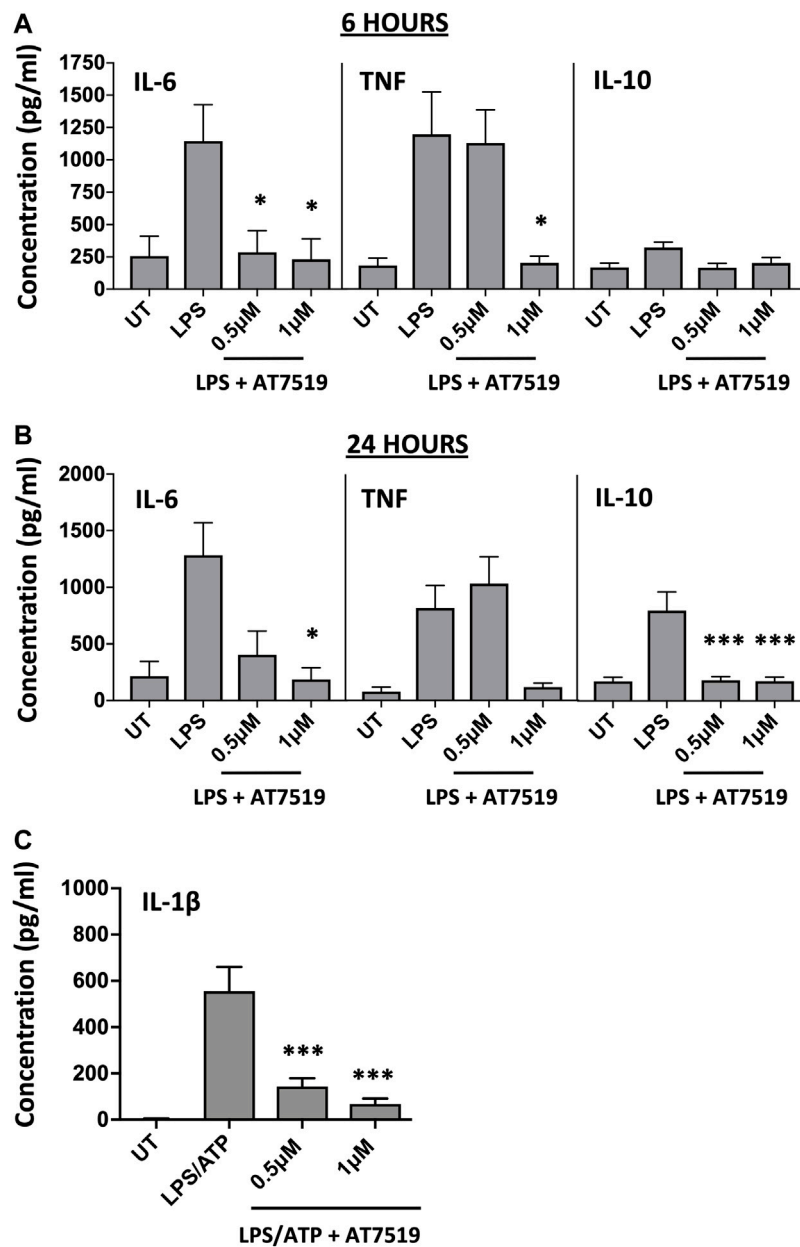 A
6 HOURS
Concentration (pg/ml)
1750
1500
1250
1000
750
500
250
0
IL-6
TNF
IL-10
*
*
*
UT
LPS
0.5µM
1µM
UT
LPS
0.5µM
1µM
UT
LPS
0.5µM
1µM
LPS + AT7519
LPS + AT7519
LPS + AT7519
B
24 HOURS
Concentration (pg/ml)
2000
1500
1000
500
0
IL-6
TNF
IL-10
*
***
***
UT
LPS
0.5µM
1µM
UT
LPS
0.5µM
1µM
UT
LPS
0.5µM
1µM
LPS + AT7519
LPS + AT7519
LPS + AT7519
C
Concentration (pg/ml)
1000
800
600
400
200
0
IL-1β
***
***
UT
LPS/ATP
0.5µM
1µM
LPS/ATP + AT7519